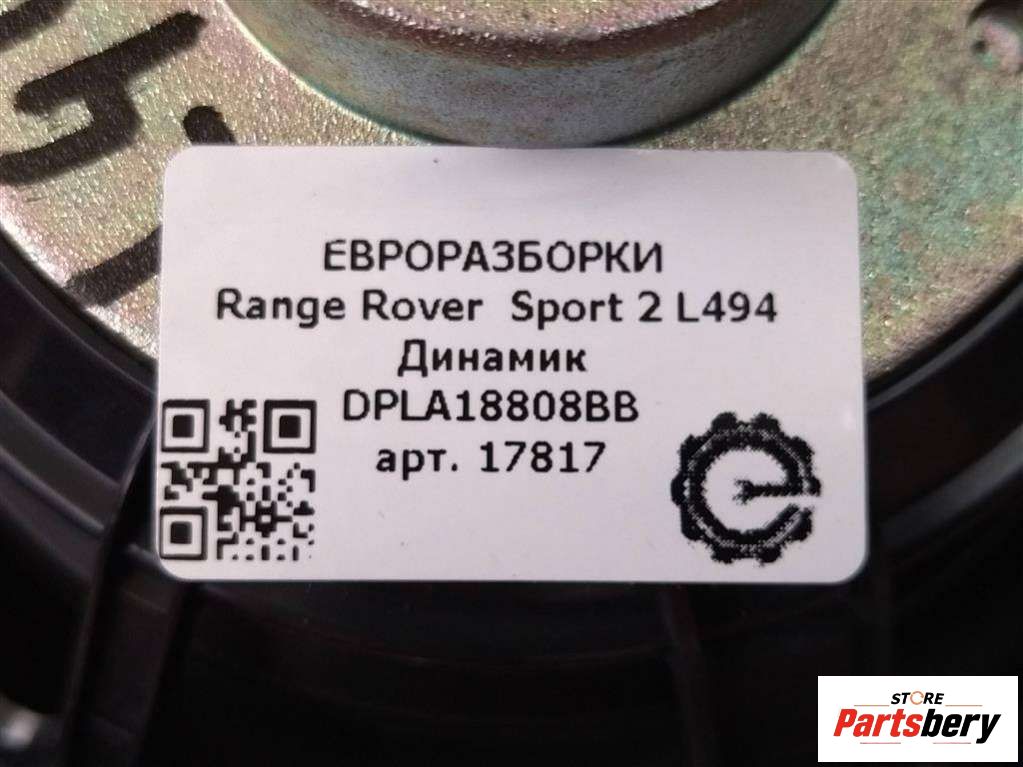 ЕВРОРАЗБОРКИ
Range Rover Sport 2 L494
Динамик
DPLA18808BB
арт. 17817
STORE
Partsbery